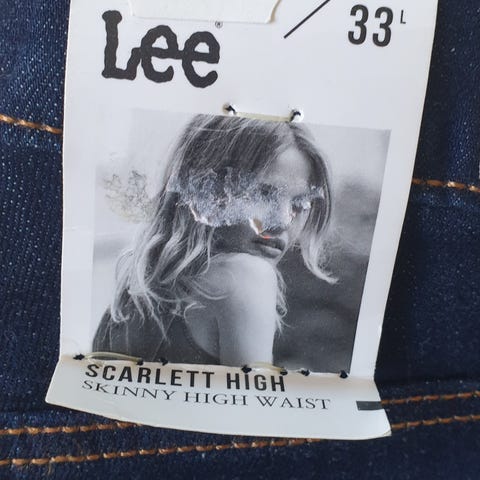 Lee®
/ 33 L
SCARLETT HIGH
SKINNY HIGH WAIST